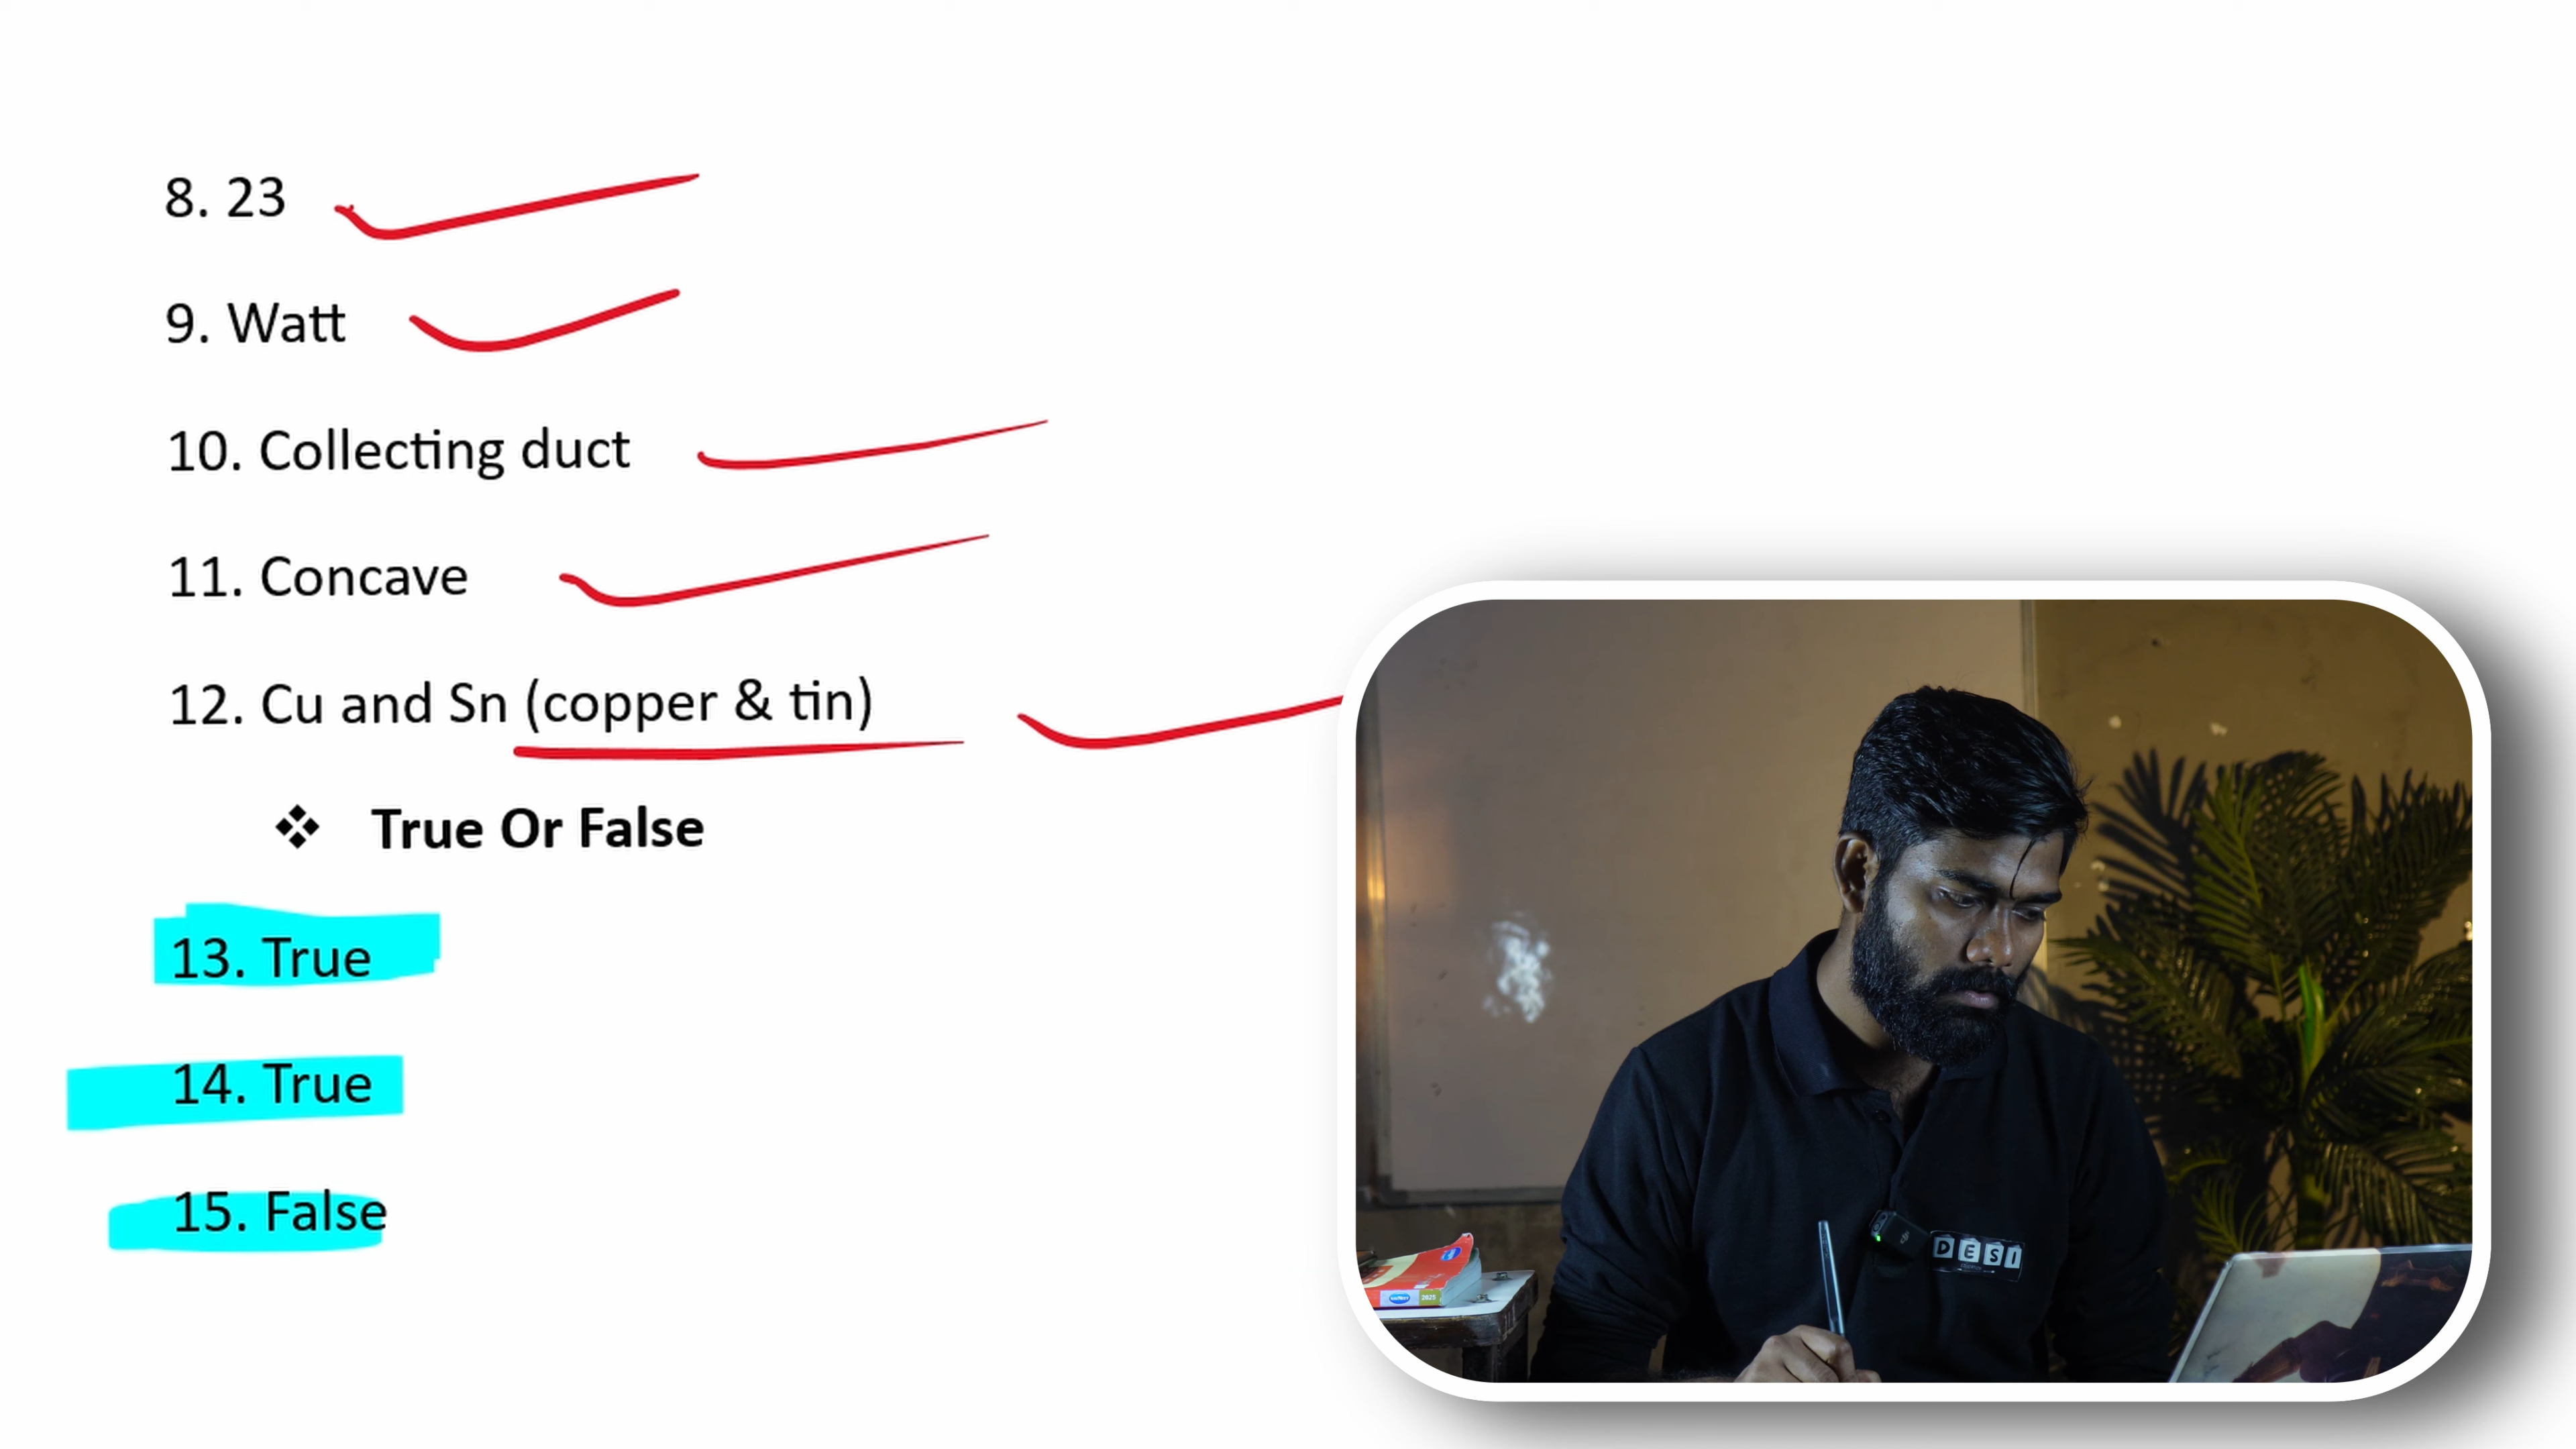 8. 23
9. Watt
10. Collecting duct
11. Concave
12. Cu and Sn (copper & tin)
❖ True Or False
13. True
14. True
15. False
DESI
2025